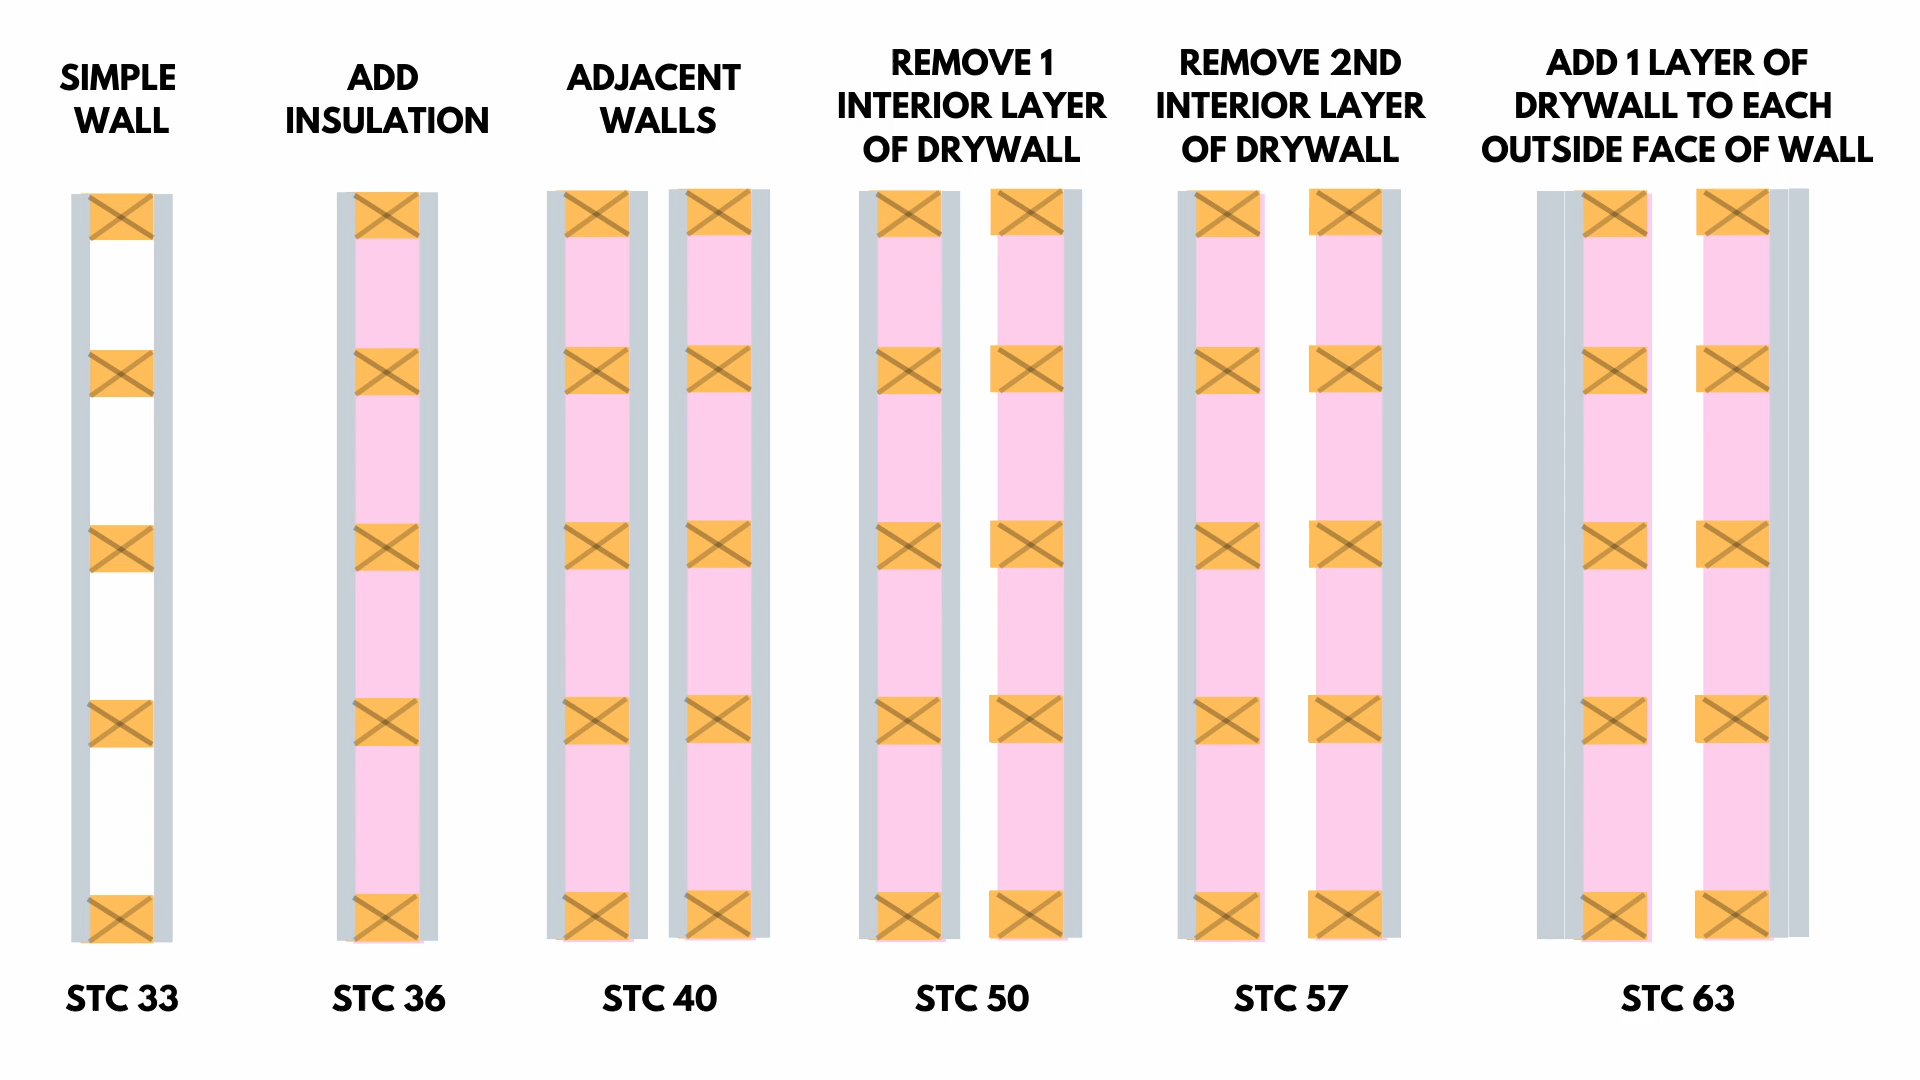 SIMPLE
WALL
ADD
INSULATION
ADJACENT
WALLS
REMOVE 1
INTERIOR LAYER
OF DRYWALL
REMOVE 2ND
INTERIOR LAYER
OF DRYWALL
ADD 1 LAYER OF
DRYWALL TO EACH
OUTSIDE FACE OF WALL
STC 33
STC 36
STC 40
STC 50
STC 57
STC 63